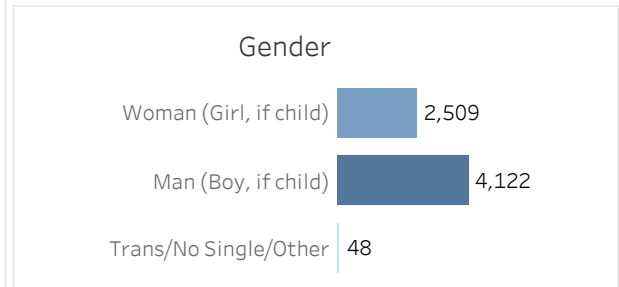 Gender
Woman (Girl, if child) 2,509
Man (Boy, if child) 4,122
Trans/No Single/Other 48